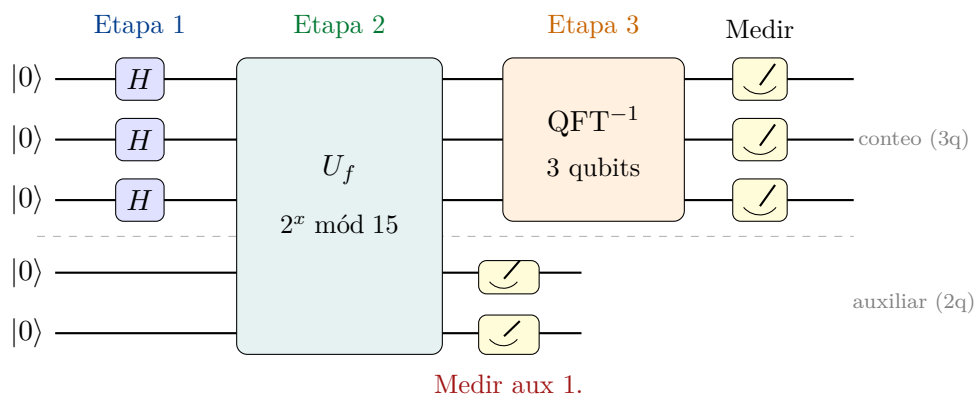 Etapa 1 Etapa 2 Etapa 3 Medir
|0⟩ H
|0⟩ H QFT⁻¹ conteo (3q)
U_f 3 qubits
|0⟩ H
2ˣ mód 15
|0⟩
auxiliar (2q)
|0⟩
Medir aux 1.